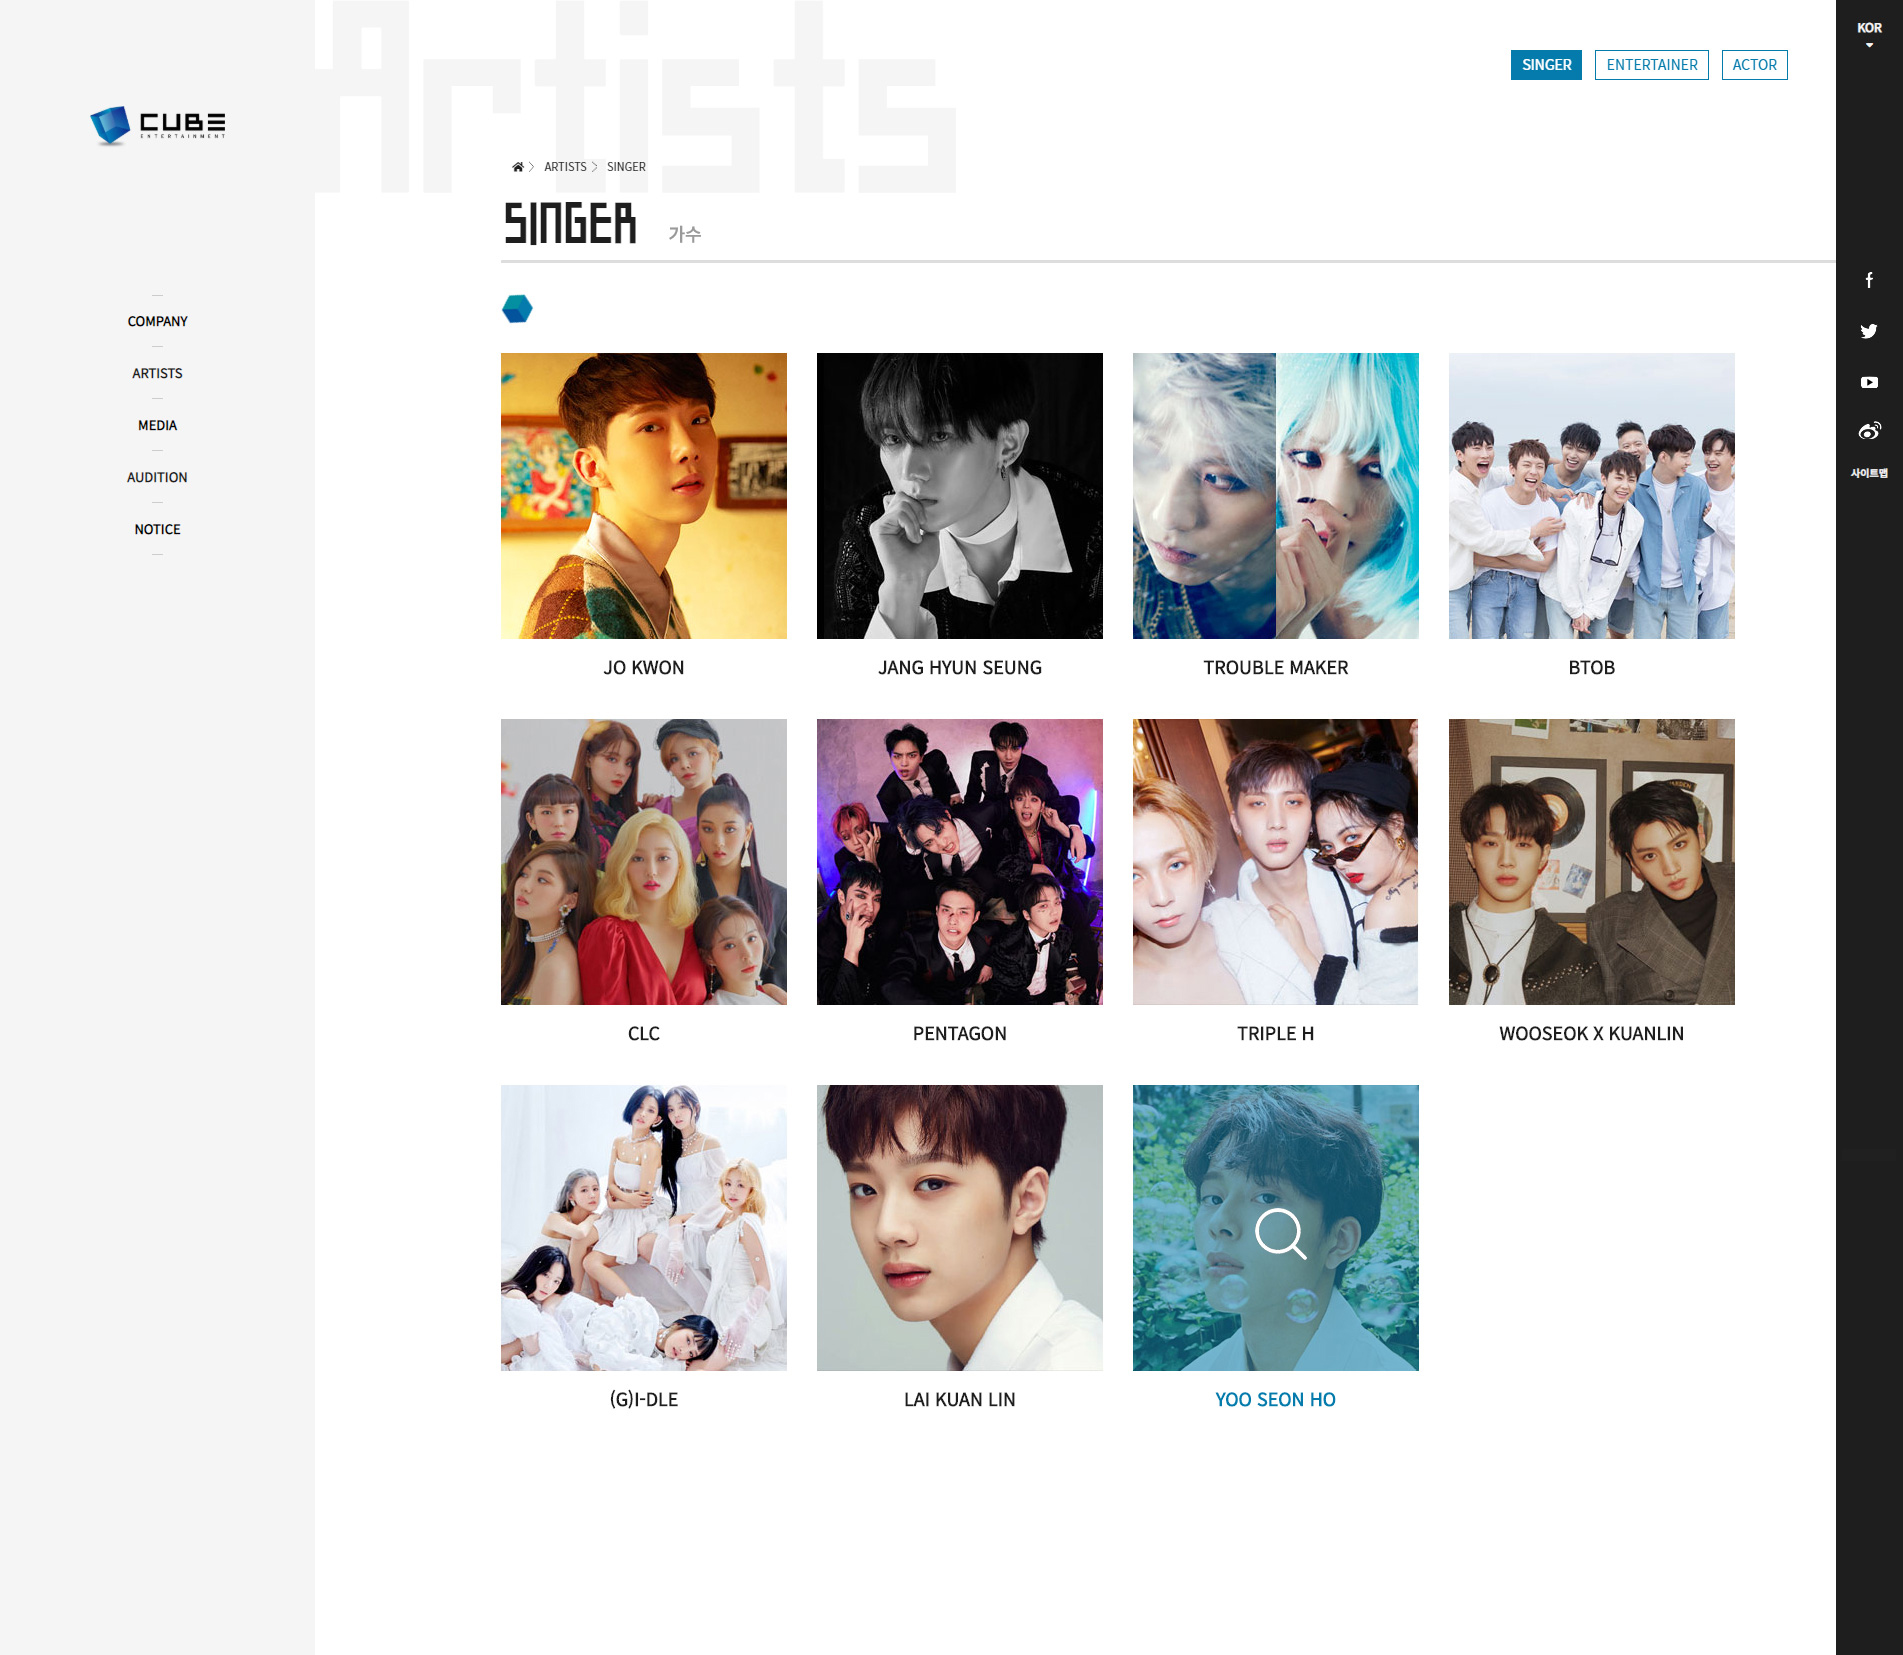 Artists
KOR
SINGER
ENTERTAINER
ACTOR
CUBE
ENTERTAINMENT
ARTISTS
SINGER
SINGER
가수
COMPANY
ARTISTS
MEDIA
AUDITION
NOTICE
사이트맵
JO KWON
JANG HYUN SEUNG
TROUBLE MAKER
BTOB
CLC
PENTAGON
TRIPLE H
WOOSEOK X KUANLIN
(G)I-DLE
LAI KUAN LIN
YOO SEON HO